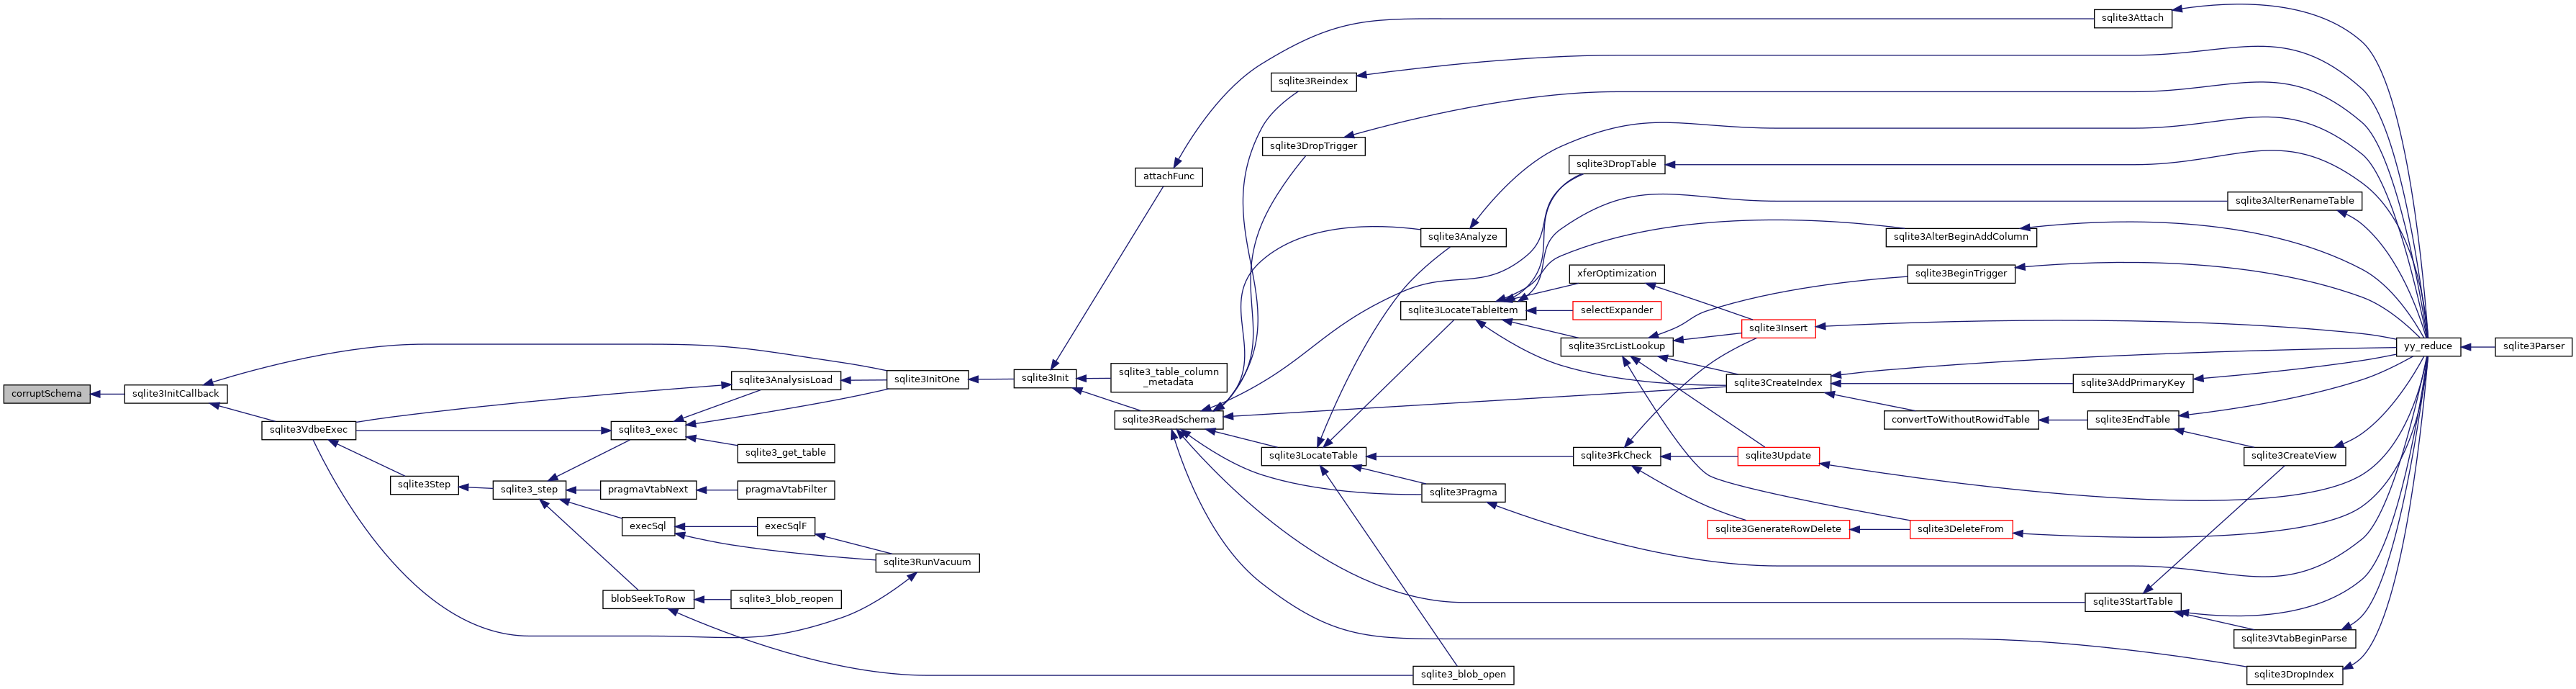 corruptSchema
sqlite3InitCallback
sqlite3VdbeExec
sqlite3AnalysisLoad
sqlite3_exec
sqlite3_get_table
sqlite3Step
sqlite3_step
pragmaVtabNext
pragmaVtabFilter
execSql
execSqlF
sqlite3RunVacuum
blobSeekToRow
sqlite3_blob_reopen
sqlite3InitOne
sqlite3Init
attachFunc
sqlite3_table_column
_metadata
sqlite3ReadSchema
sqlite3Reindex
sqlite3DropTrigger
sqlite3Analyze
sqlite3LocateTableItem
sqlite3LocateTable
sqlite3Pragma
sqlite3_blob_open
sqlite3DropTable
xferOptimization
selectExpander
sqlite3SrcListLookup
sqlite3FkCheck
sqlite3Insert
sqlite3CreateIndex
sqlite3Update
sqlite3GenerateRowDelete
sqlite3AlterBeginAddColumn
sqlite3BeginTrigger
convertToWithoutRowidTable
sqlite3DeleteFrom
sqlite3Attach
sqlite3AddPrimaryKey
sqlite3EndTable
sqlite3StartTable
sqlite3AlterRenameTable
sqlite3CreateView
sqlite3VtabBeginParse
sqlite3DropIndex
yy_reduce
sqlite3Parser